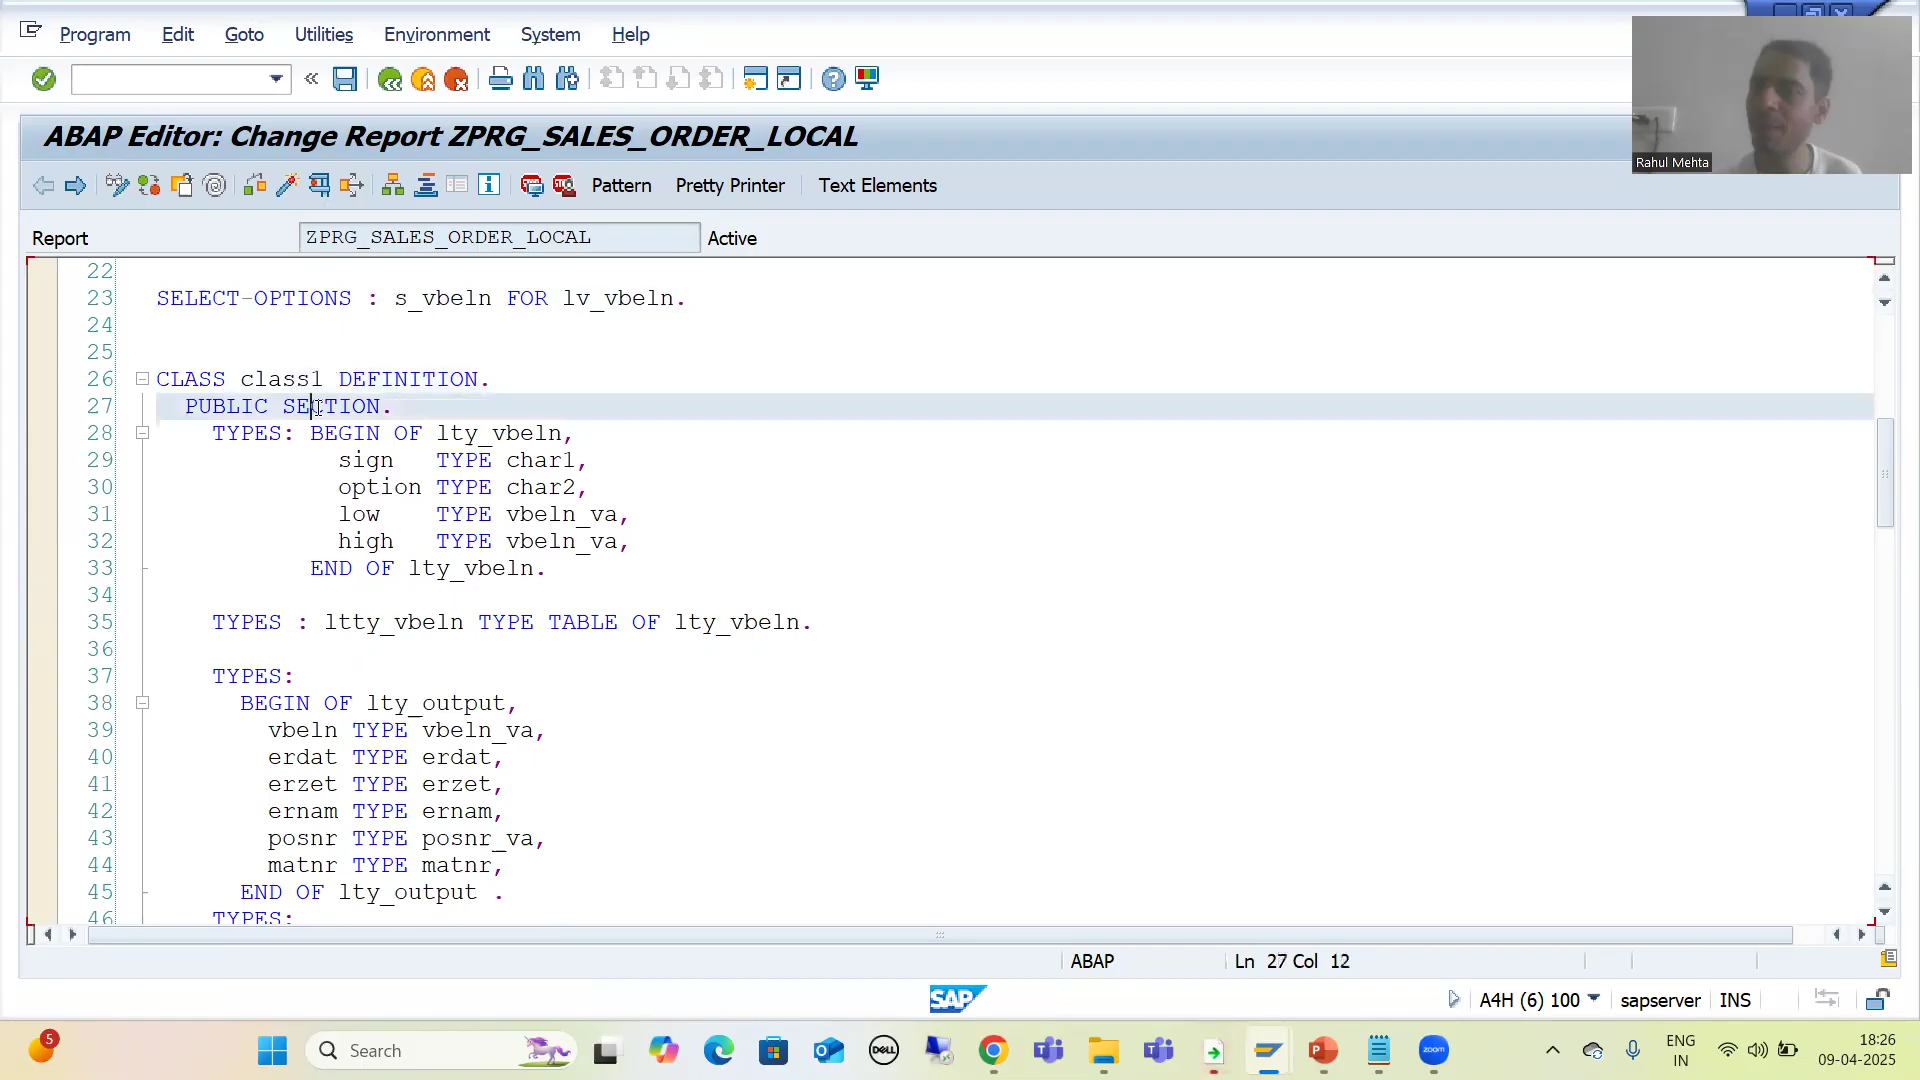 Program Edit Goto Utilities Environment System Help
Rahul Mehta
ABAP Editor: Change Report ZPRG_SALES_ORDER_LOCAL
Pattern Pretty Printer Text Elements
Report ZPRG_SALES_ORDER_LOCAL Active
22
23 SELECT-OPTIONS : s_vbeln FOR lv_vbeln.
24
25
26 CLASS class1 DEFINITION.
27 PUBLIC SECTION.
28 TYPES: BEGIN OF lty_vbeln,
29 sign TYPE char1,
30 option TYPE char2,
31 low TYPE vbeln_va,
32 high TYPE vbeln_va,
33 END OF lty_vbeln.
34
35 TYPES : ltty_vbeln TYPE TABLE OF lty_vbeln.
36
37 TYPES:
38 BEGIN OF lty_output,
39 vbeln TYPE vbeln_va,
40 erdat TYPE erdat,
41 erzet TYPE erzet,
42 ernam TYPE ernam,
43 posnr TYPE posnr_va,
44 matnr TYPE matnr,
45 END OF lty_output .
46 TYPES:
ABAP Ln 27 Col 12
SAP A4H (6) 100 sapserver INS
5 Search DELL zoom ENG IN 18:26 09-04-2025